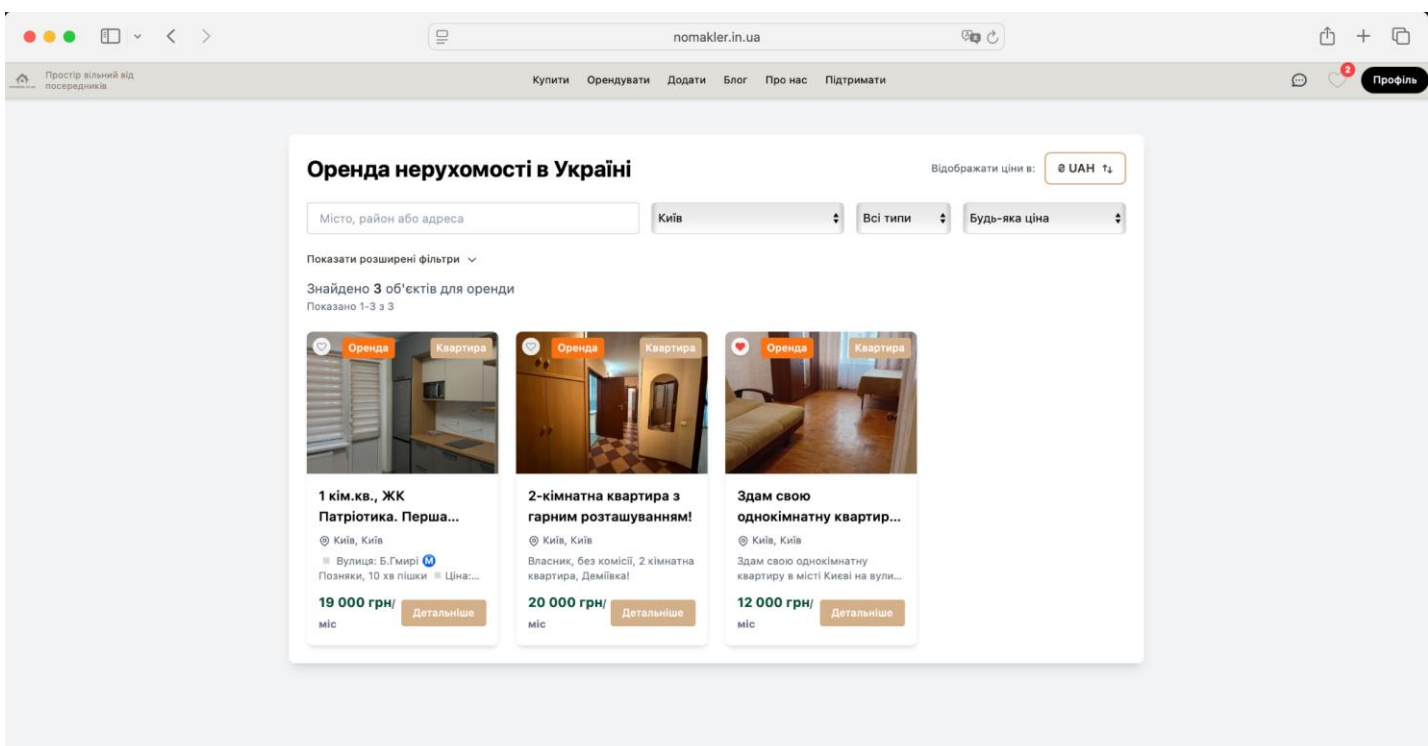 nomakler.in.ua
Простір вільний від
посередників
Купити Орендувати Додати Блог Про нас Підтримати
2
Профіль
Оренда нерухомості в Україні
Відображати ціни в:
₴ UAH
Місто, район або адреса
Київ
Всі типи
Будь-яка ціна
Показати розширені фільтри
Знайдено 3 об'єктів для оренди
Показано 1-3 з 3
Оренда
Квартира
1 кім.кв., ЖК
Патріотика. Перша...
Київ, Київ
Вулиця: Б.Гмирі Ⓜ
Позняки, 10 хв пішки Ціна:...
19 000 грн/
міс
Детальніше
Оренда
Квартира
2-кімнатна квартира з
гарним розташуванням!
Київ, Київ
Власник, без комісії, 2 кімнатна
квартира, Деміївка!
20 000 грн/
міс
Детальніше
Оренда
Квартира
Здам свою
однокімнатну квартир...
Київ, Київ
Здам свою однокімнатну
квартиру в місті Києві на вули...
12 000 грн/
міс
Детальніше